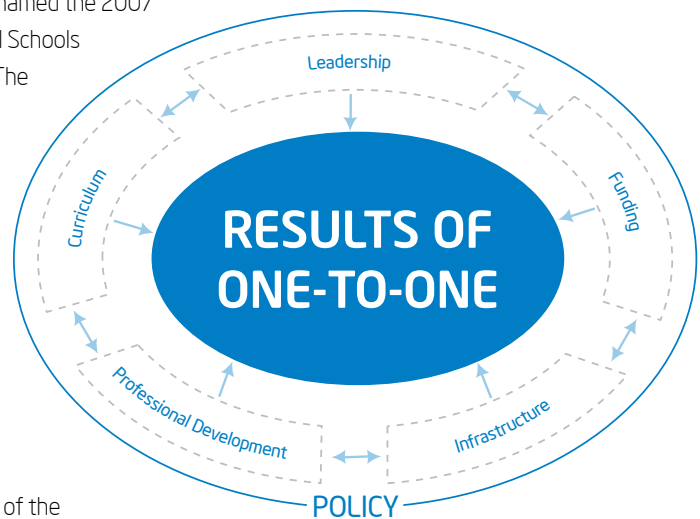 named the 2007
Schools
The
Leadership
Curriculum
Funding
RESULTS OF
ONE-TO-ONE
Professional Development
Infrastructure
of the
POLICY